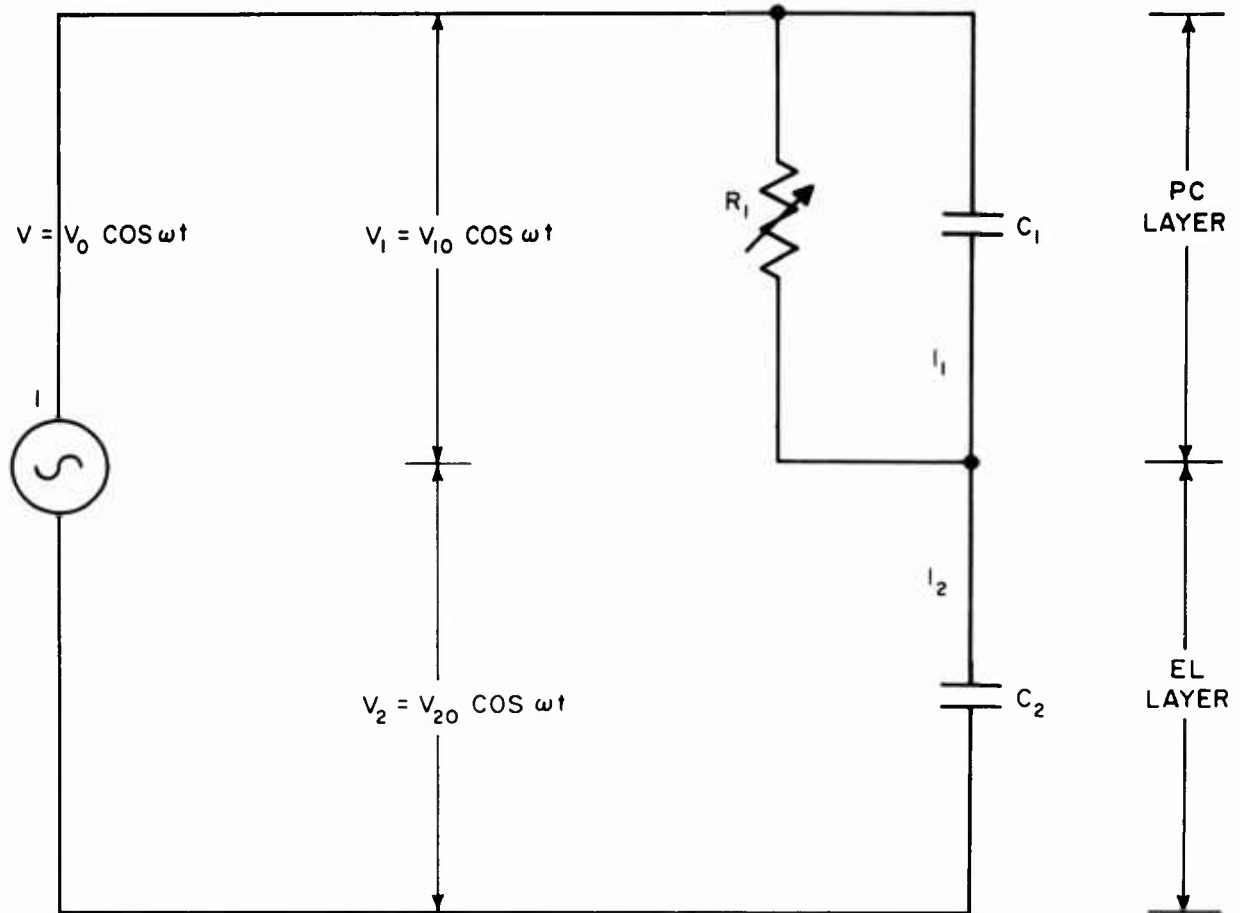 V = V₀ COS ωt
V₁ = V₁₀ COS ωt
R₁
C₁
PC
LAYER
I₁
I
I₂
V₂ = V₂₀ COS ωt
C₂
EL
LAYER